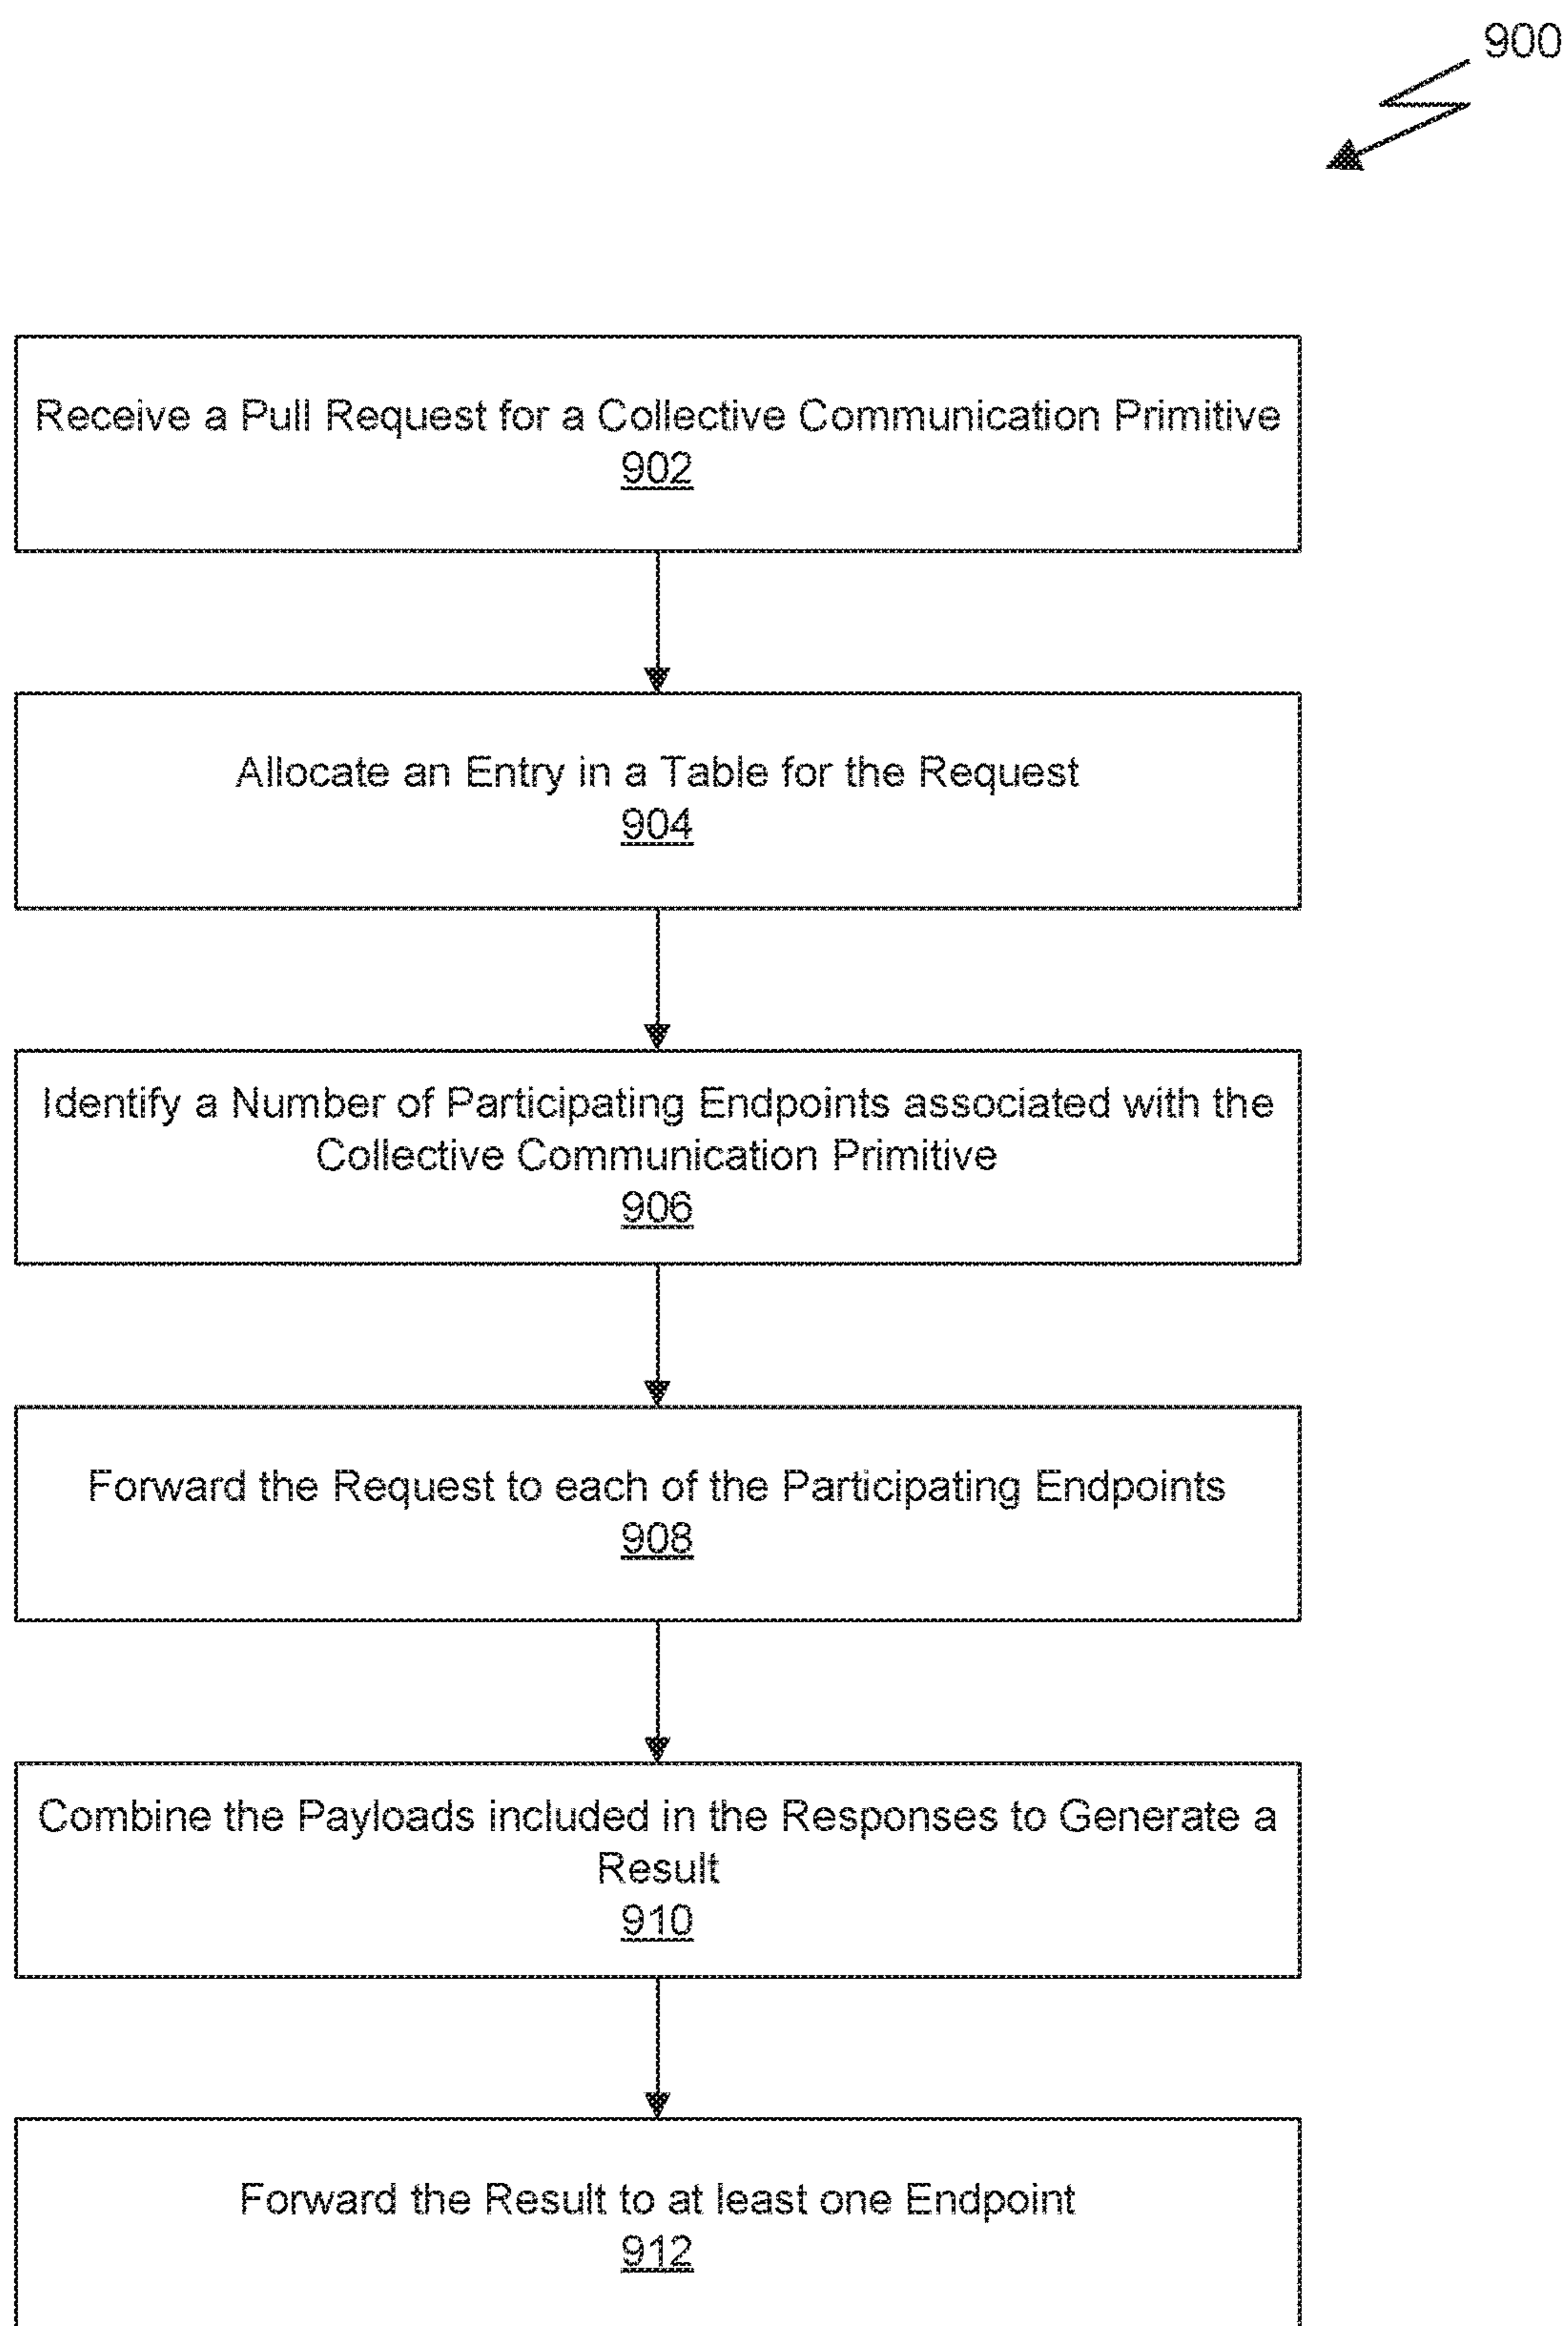 900
Receive a Pull Request for a Collective Communication Primitive
902
Allocate an Entry in a Table for the Request
904
Identify a Number of Participating Endpoints associated with the
Collective Communication Primitive
906
Forward the Request to each of the Participating Endpoints
908
Combine the Payloads included in the Responses to Generate a
Result
910
Forward the Result to at least one Endpoint
912